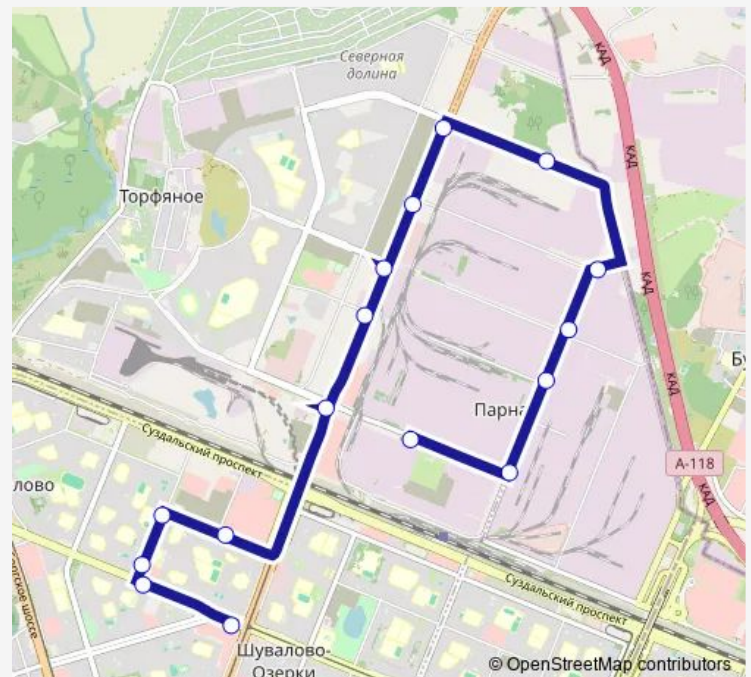 Северная
долина
КАД
КАД
Торфяное
КАД
Парна
А-118
КАД
Суздальский проспект
лово
Суздальский проспект
Шувалово-
Озерки
© OpenStreetMap contributors